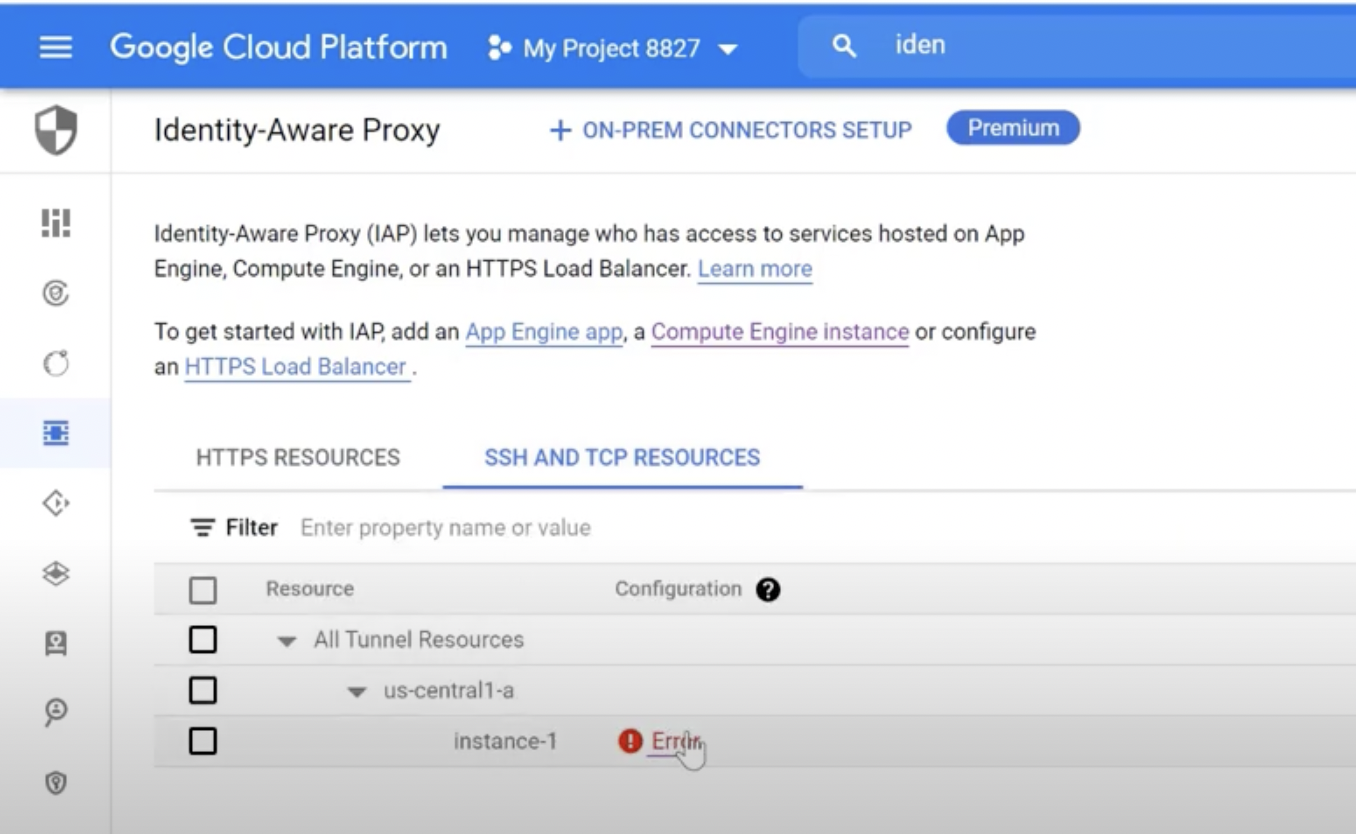 Google Cloud Platform My Project 8827 iden
Identity-Aware Proxy + ON-PREM CONNECTORS SETUP Premium
Identity-Aware Proxy (IAP) lets you manage who has access to services hosted on App
Engine, Compute Engine, or an HTTPS Load Balancer. Learn more
To get started with IAP, add an App Engine app, a Compute Engine instance or configure
an HTTPS Load Balancer .
HTTPS RESOURCES SSH AND TCP RESOURCES
Filter Enter property name or value
Resource Configuration ?
All Tunnel Resources
us-central1-a
instance-1 ! Error